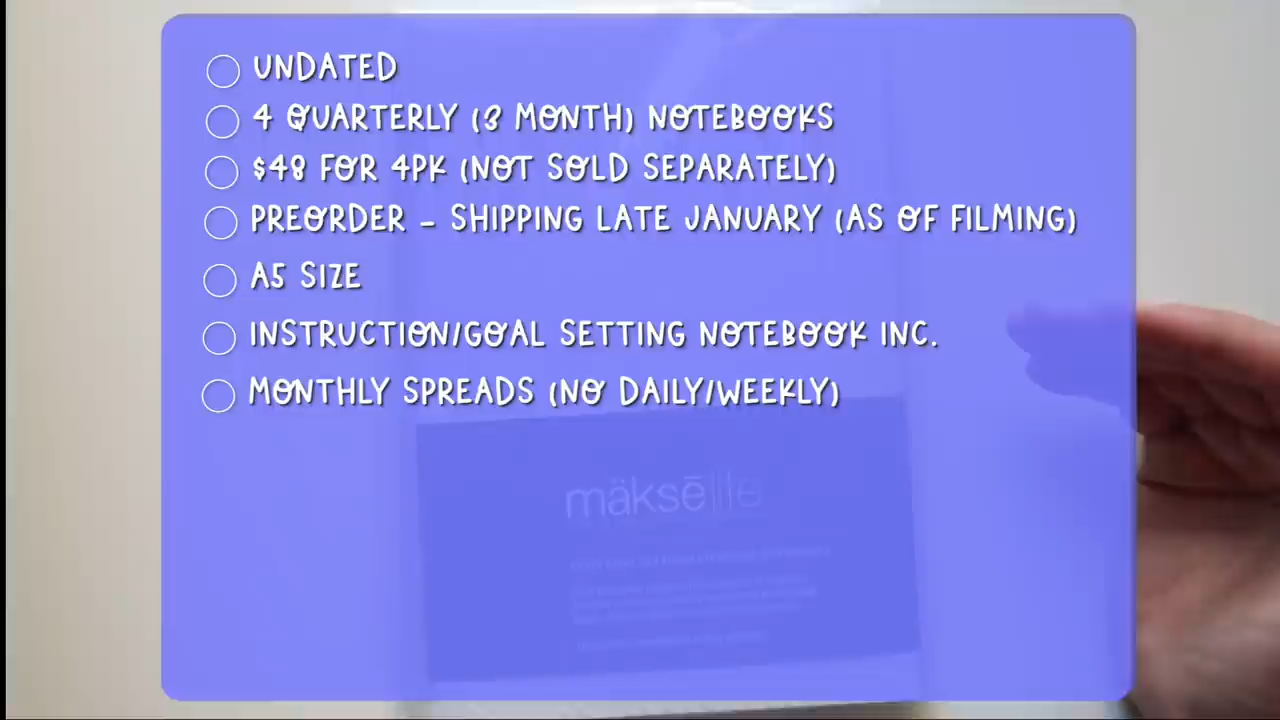 UNDATED
4 QUARTERLY (3 MONTH) NOTEBOOKS
$48 FOR 4PK (NOT SOLD SEPARATELY)
PREORDER - SHIPPING LATE JANUARY (AS OF FILMING)
A5 SIZE
INSTRUCTION/GOAL SETTING NOTEBOOK INC.
MONTHLY SPREADS (NO DAILY/WEEKLY)
mäksēlife